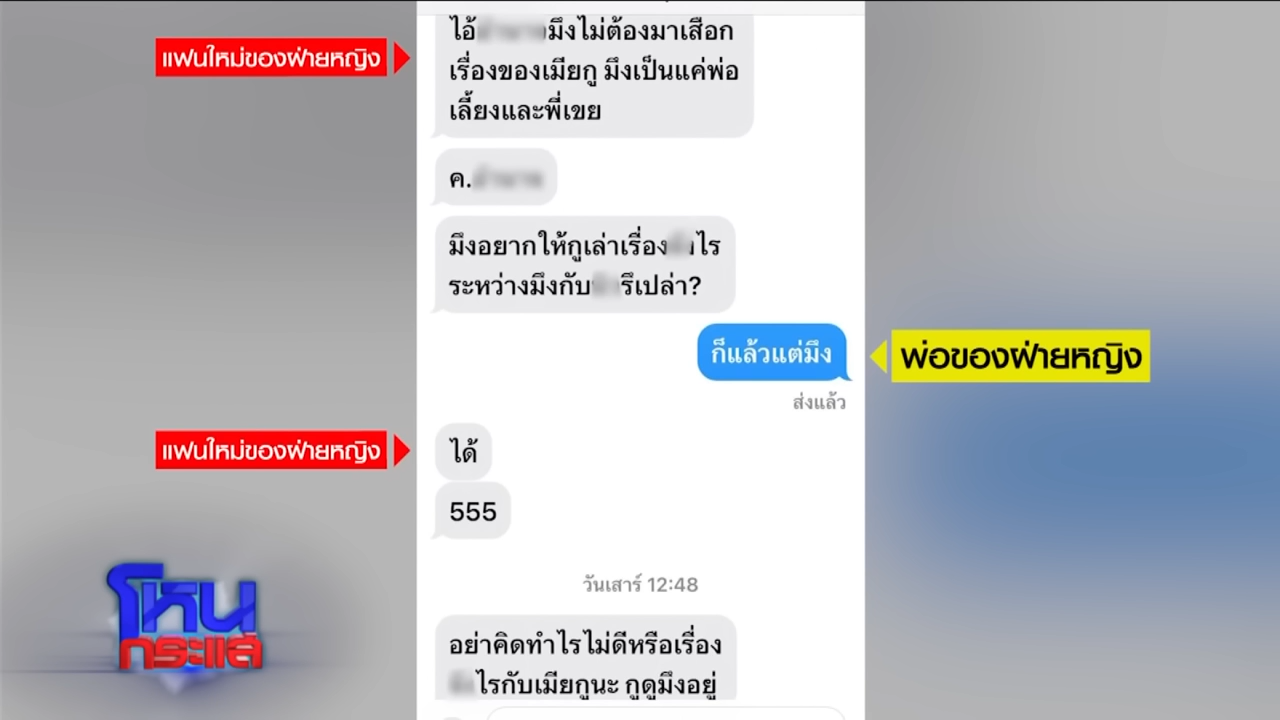 ไอ้ มึงไม่ต้องมาเสือก
แฟนใหม่ของฝ่ายหญิง
เรื่องของเมียกู มึงเป็นแค่พ่อ
เลี้ยงและพี่เขย
ค.
มึงอยากให้กูเล่าเรื่อง ไร
ระหว่างมึงกับ รึเปล่า?
ก็แล้วแต่มึง
พ่อของฝ่ายหญิง
ส่งแล้ว
แฟนใหม่ของฝ่ายหญิง
ได้
555
วันเสาร์ 12:48
อย่าคิดทำไรไม่ดีหรือเรื่อง
ไรกับเมียกูนะ กูดูมึงอยู่
โหนกระแส